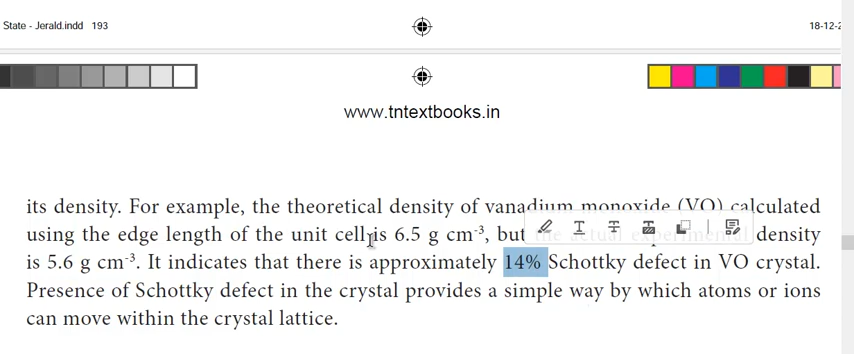 State - Jerald.indd 193
18-12-2
www.tntextbooks.in
its density. For example, the theoretical density of vanadium monoxide (VO) calculated
using the edge length of the unit cell is 6.5 g cm⁻³, but the actual experimental density
is 5.6 g cm⁻³. It indicates that there is approximately 14% Schottky defect in VO crystal.
Presence of Schottky defect in the crystal provides a simple way by which atoms or ions
can move within the crystal lattice.